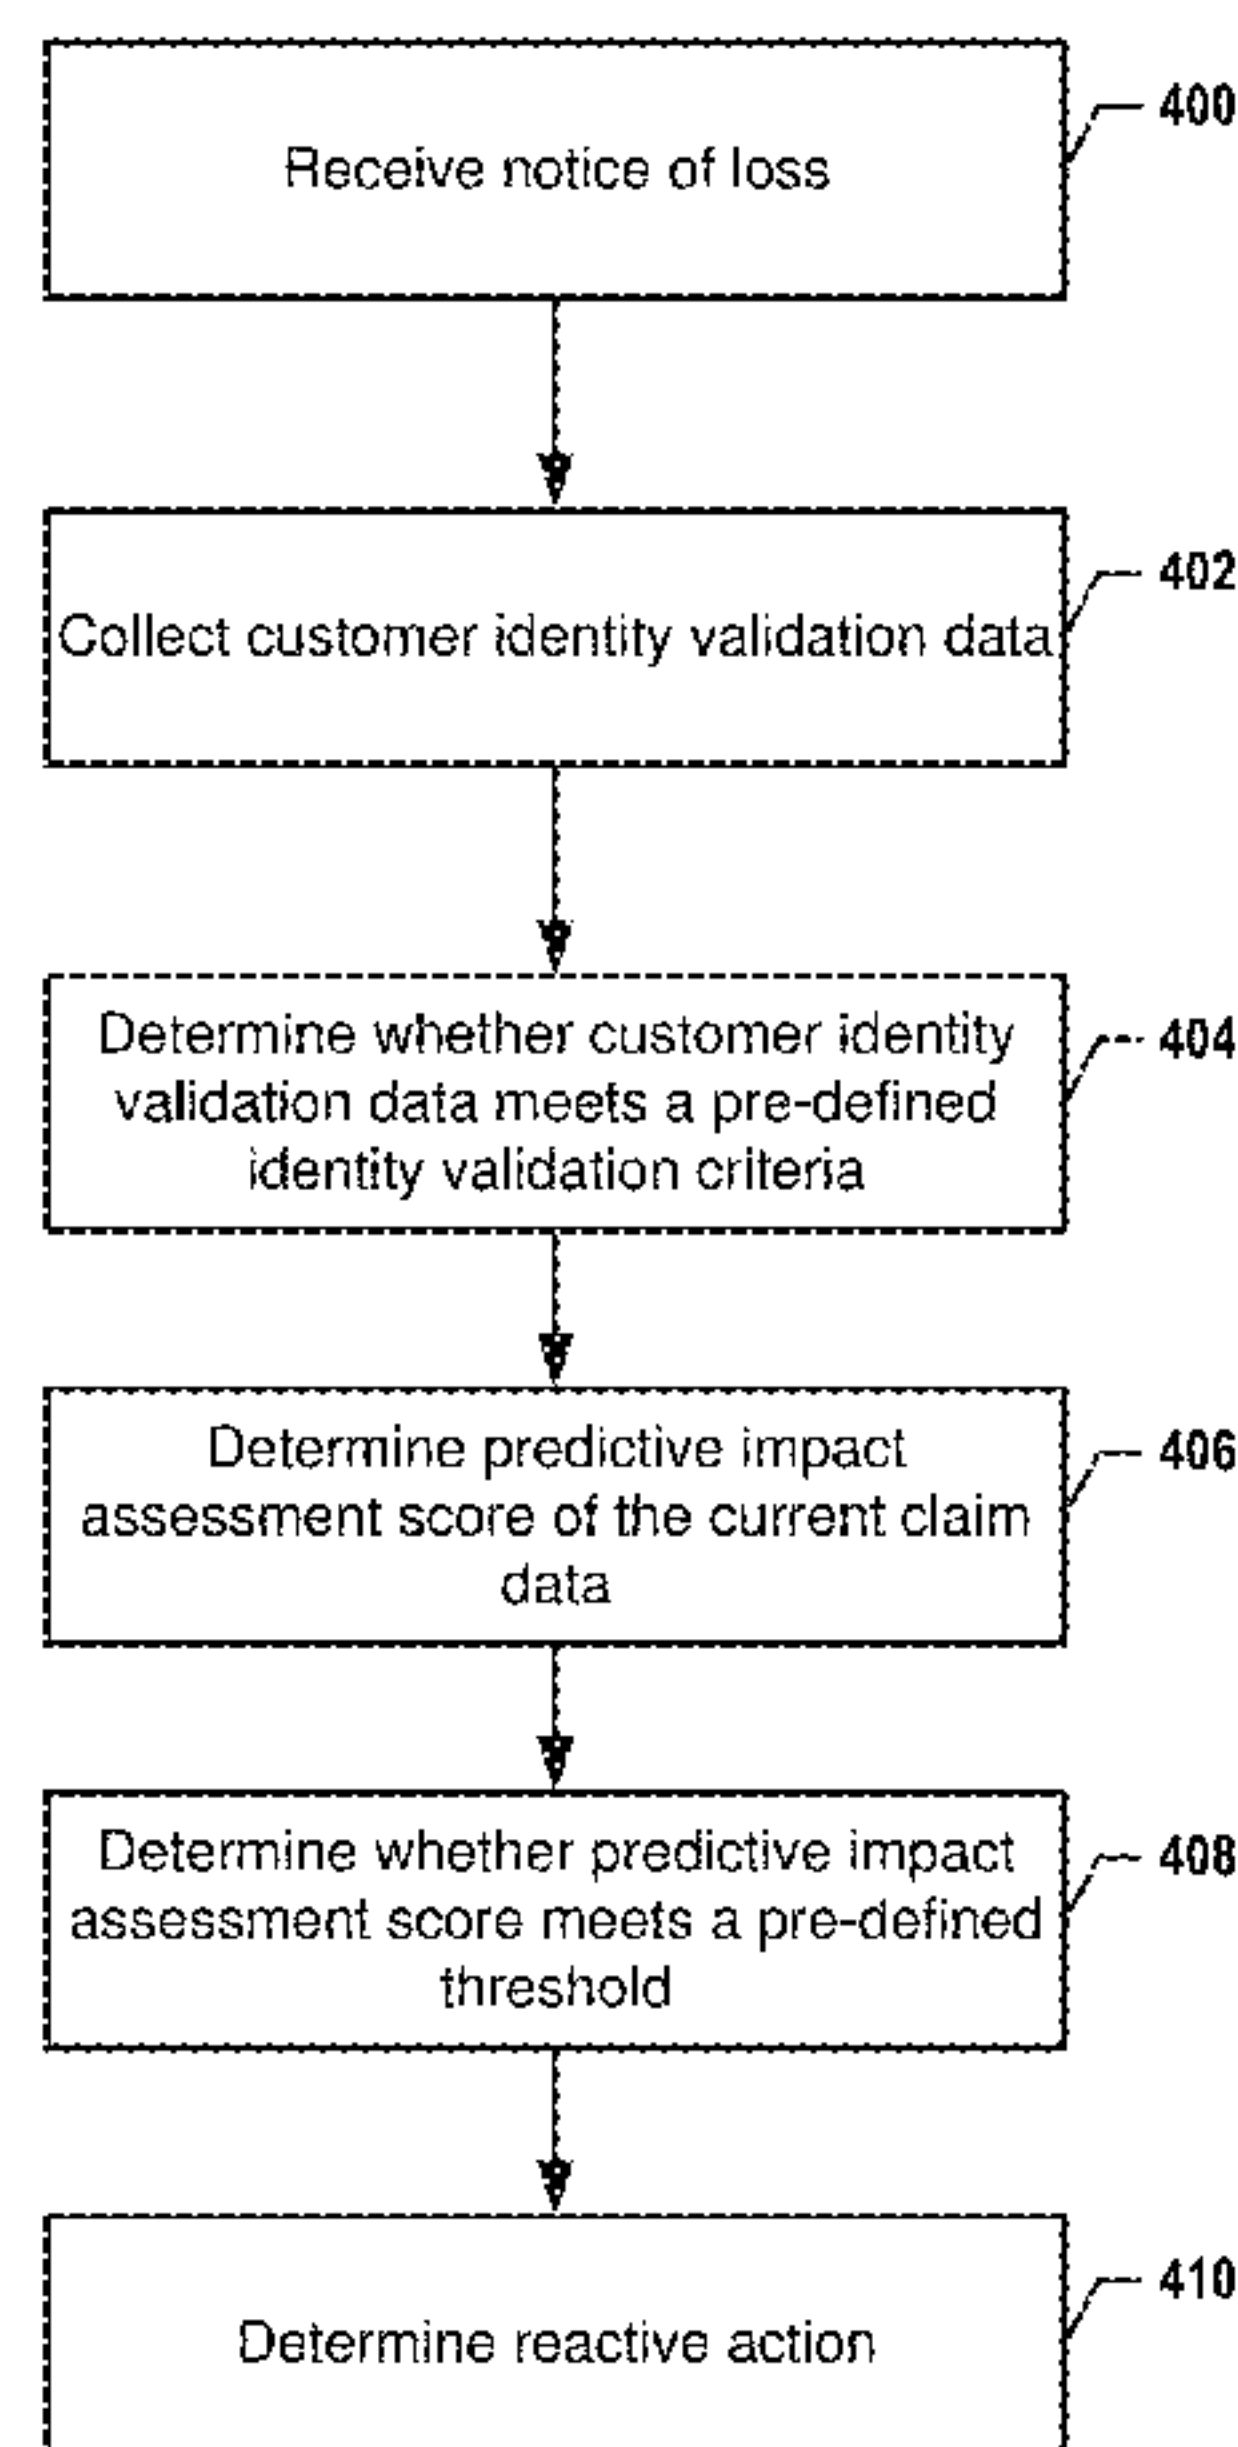 Receive notice of loss
400
Collect customer identity validation data
402
Determine whether customer identity
validation data meets a pre-defined
identity validation criteria
404
Determine predictive impact
assessment score of the current claim
data
406
Determine whether predictive impact
assessment score meets a pre-defined
threshold
408
Determine reactive action
410